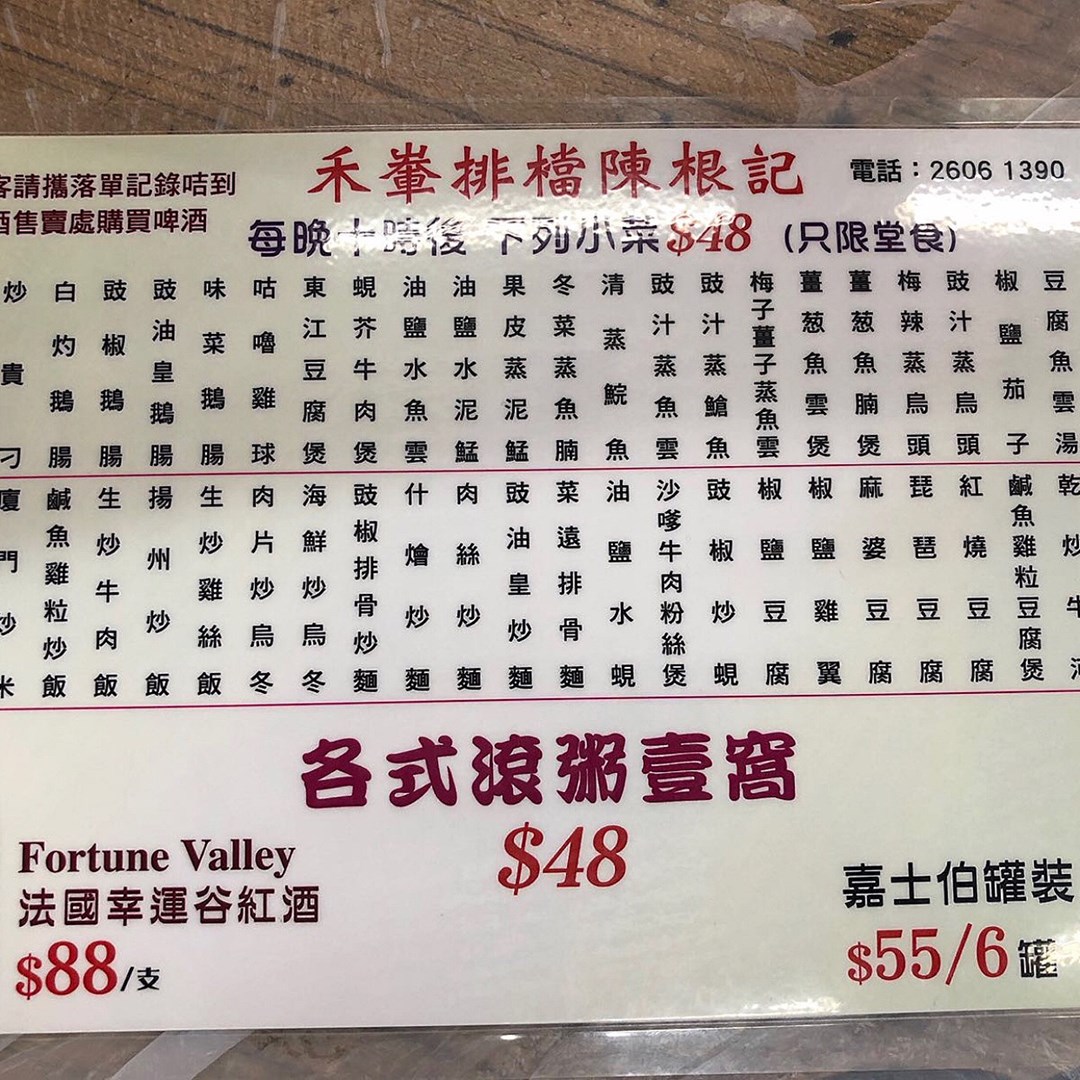 禾輋排檔陳根記
電話：2606 1390
客請攜落單記錄咭到
酒售賣處購買啤酒
每晚十時後 下列小菜$48 (只限堂食)
豆腐魚雲湯
椒鹽茄子
豉汁蒸烏頭
梅辣蒸烏頭
薑葱魚腩煲
薑葱魚雲煲
梅子薑子蒸魚雲
豉汁蒸鯧魚
豉汁蒸魚雲
清蒸鯇魚
冬菜蒸魚腩
果皮蒸泥鯭
油鹽水泥鯭
油鹽水魚雲
蜆芥牛肉煲
東江豆腐煲
咕嚕雞球
味菜鵝腸
豉油皇鵝腸
豉椒鵝腸
白灼鵝腸
炒貴刁
乾炒牛河
鹹魚雞粒豆腐煲
紅燒豆腐
琵琶豆腐
麻婆豆腐
椒鹽雞翼
椒鹽豆腐
豉椒炒蜆
沙嗲牛肉粉絲煲
油鹽水蜆
菜遠排骨麵
豉油皇炒麵
肉絲炒麵
什燴炒麵
豉椒排骨炒麵
海鮮炒烏冬
肉片炒烏冬
生炒雞絲飯
揚州炒飯
生炒牛肉飯
鹹魚雞粒炒飯
廈門炒米
各式滾粥壹窩
$48
Fortune Valley
法國幸運谷紅酒
$88/支
嘉士伯罐裝
$55/6罐